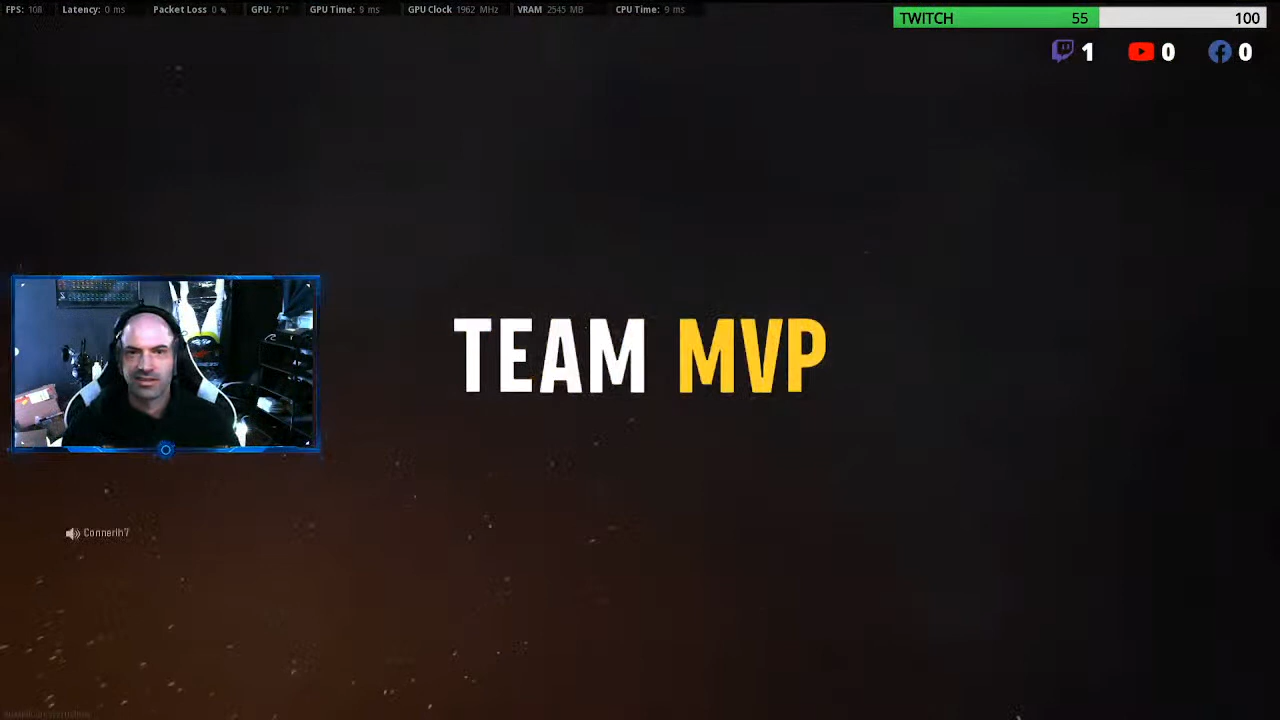 FPS: 108 Latency: 0 ms Packet Loss 0 % GPU: 71° GPU Time: 9 ms GPU Clock 1962 MHz VRAM 2545 MB CPU Time: 9 ms
TWITCH 55 100
1 0 0
TEAM MVP
Connerlh7